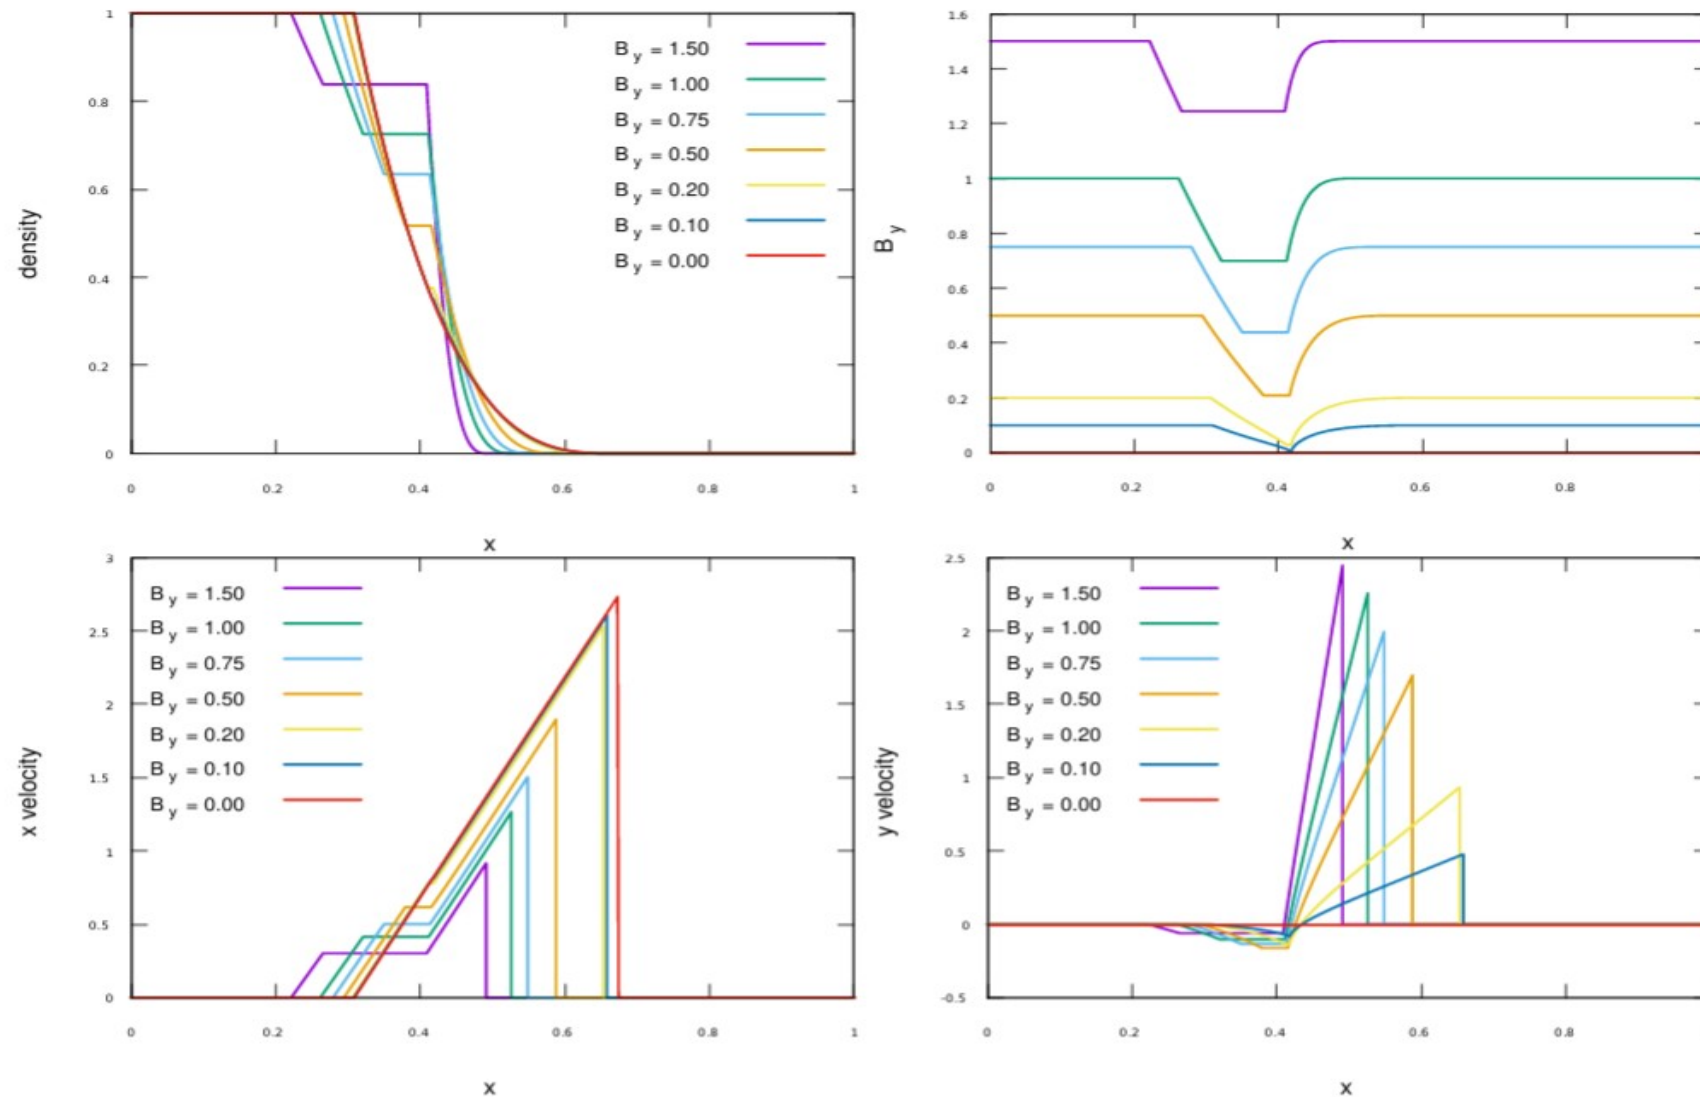 1
0.8
0.6
0.4
0.2
0
density
B y = 1.50
B y = 1.00
B y = 0.75
B y = 0.50
B y = 0.20
B y = 0.10
B y = 0.00
0 0.2 0.4 0.6 0.8 1
x
1.6
1.4
1.2
1
0.8
0.6
0.4
0.2
0
B y
0 0.2 0.4 0.6 0.8
x
3
2.5
2
1.5
1
0.5
0
x velocity
B y = 1.50
B y = 1.00
B y = 0.75
B y = 0.50
B y = 0.20
B y = 0.10
B y = 0.00
0 0.2 0.4 0.6 0.8 1
x
2.5
2
1.5
1
0.5
0
-0.5
y velocity
B y = 1.50
B y = 1.00
B y = 0.75
B y = 0.50
B y = 0.20
B y = 0.10
B y = 0.00
0 0.2 0.4 0.6 0.8
x